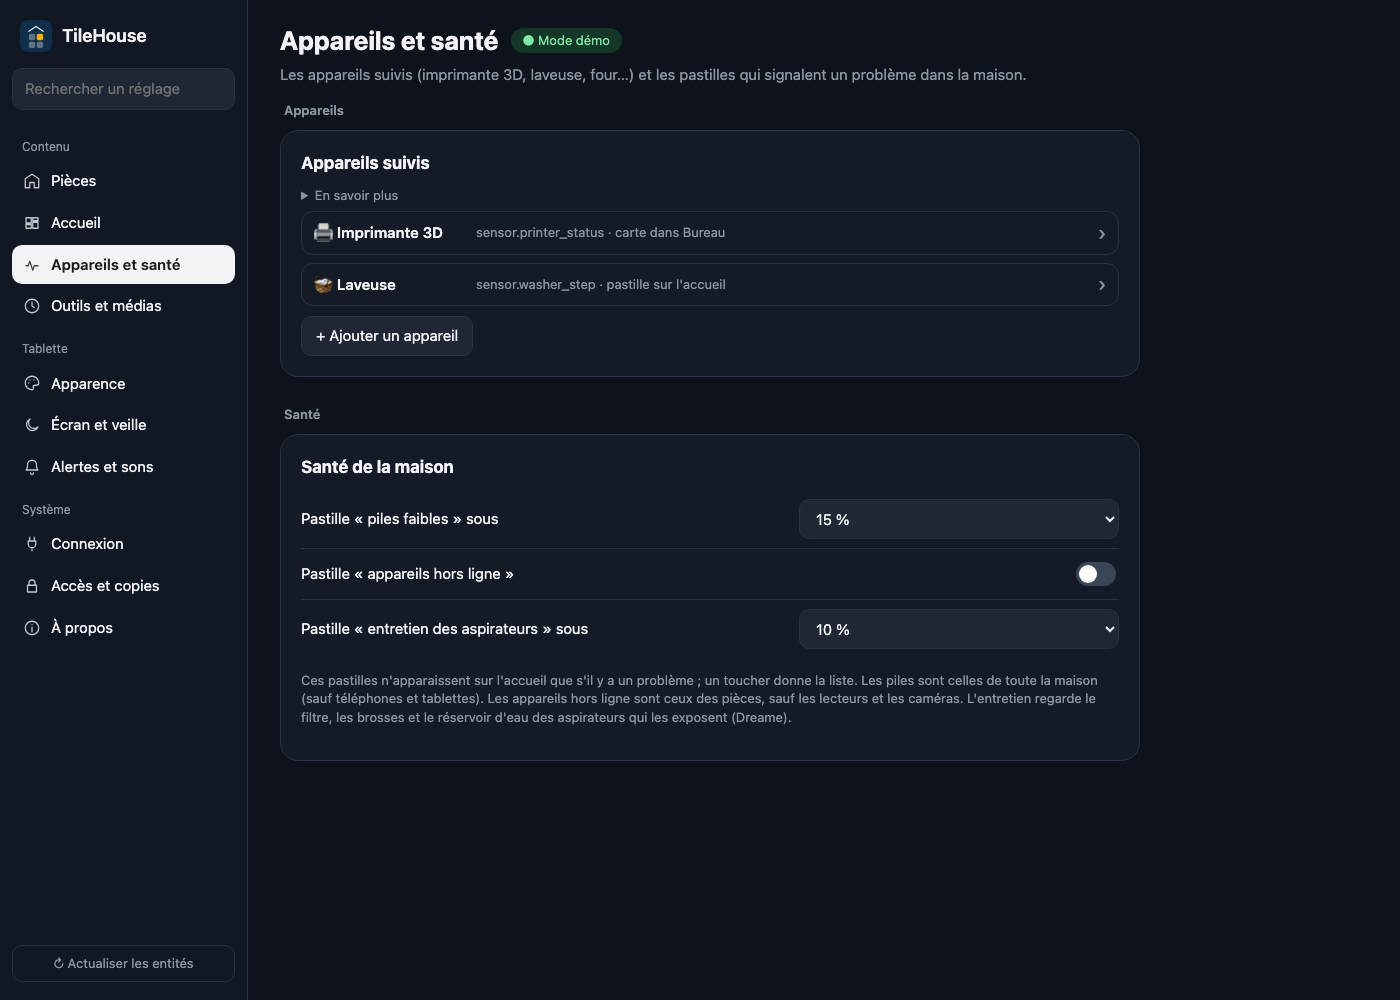 TileHouse
Rechercher un réglage
Contenu
Pièces
Accueil
Appareils et santé
Outils et médias
Tablette
Apparence
Écran et veille
Alertes et sons
Système
Connexion
Accès et copies
À propos
↻ Actualiser les entités
Appareils et santé
Mode démo
Les appareils suivis (imprimante 3D, laveuse, four…) et les pastilles qui signalent un problème dans la maison.
Appareils
Appareils suivis
En savoir plus
Imprimante 3D sensor.printer_status · carte dans Bureau
Laveuse sensor.washer_step · pastille sur l'accueil
+ Ajouter un appareil
Santé
Santé de la maison
Pastille « piles faibles » sous 15 %
Pastille « appareils hors ligne »
Pastille « entretien des aspirateurs » sous 10 %
Ces pastilles n'apparaissent sur l'accueil que s'il y a un problème ; un toucher donne la liste. Les piles sont celles de toute la maison
(sauf téléphones et tablettes). Les appareils hors ligne sont ceux des pièces, sauf les lecteurs et les caméras. L'entretien regarde le
filtre, les brosses et le réservoir d'eau des aspirateurs qui les exposent (Dreame).